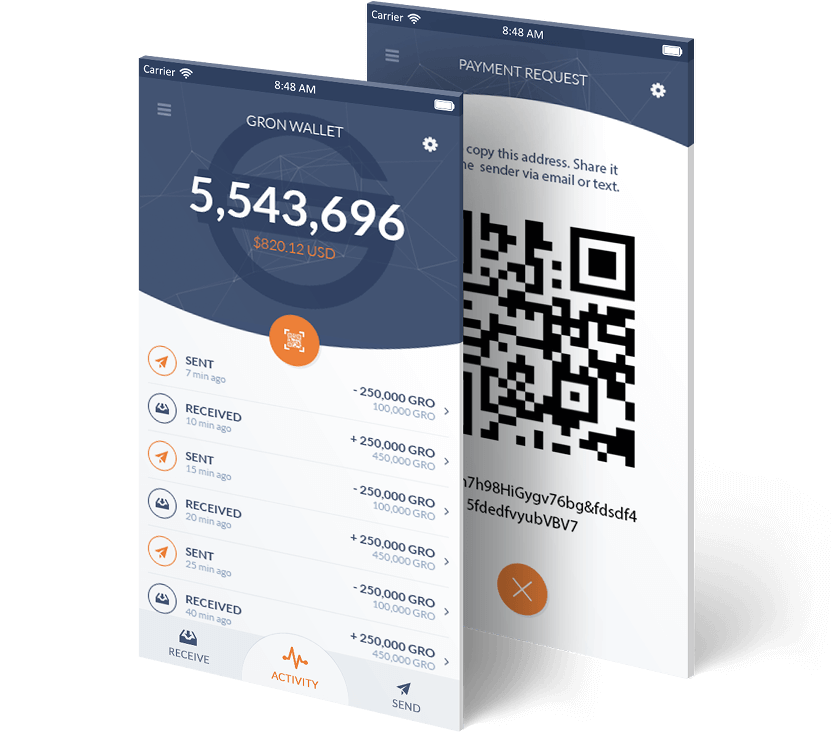 Carrier
8:48 AM
GRON WALLET
5,543,696
$820.12 USD
SENT
7 min ago
- 250,000 GRO
100,000 GRO
RECEIVED
10 min ago
+ 250,000 GRO
450,000 GRO
SENT
15 min ago
- 250,000 GRO
100,000 GRO
RECEIVED
20 min ago
+ 250,000 GRO
450,000 GRO
SENT
25 min ago
- 250,000 GRO
100,000 GRO
RECEIVED
40 min ago
+ 250,000 GRO
450,000 GRO
RECEIVE
ACTIVITY
SEND
Carrier
8:48 AM
PAYMENT REQUEST
copy this address. Share it
sender via email or text.
7h98HiGygv76bg&fdsdf4
5fdedfvyubVBV7